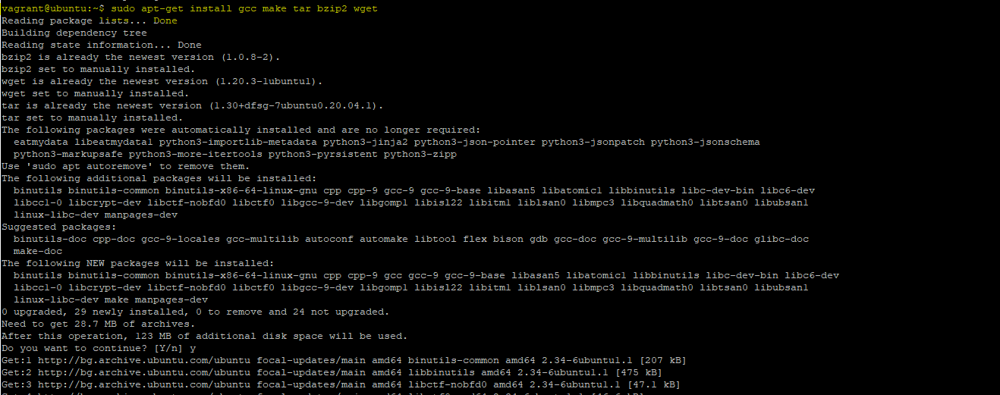 vagrant@ubuntu:~$ sudo apt-get install gcc make tar bzip2 wget
Reading package lists... Done
Building dependency tree
Reading state information... Done
bzip2 is already the newest version (1.0.8-2).
bzip2 set to manually installed.
wget is already the newest version (1.20.3-1ubuntu1).
wget set to manually installed.
tar is already the newest version (1.30+dfsg-7ubuntu0.20.04.1).
tar set to manually installed.
The following packages were automatically installed and are no longer required:
eatmydata libeatmydata1 python3-importlib-metadata python3-jinja2 python3-json-pointer python3-jsonpatch python3-jsonschema
python3-markupsafe python3-more-itertools python3-pyrsistent python3-zipp
Use 'sudo apt autoremove' to remove them.
The following additional packages will be installed:
binutils binutils-common binutils-x86-64-linux-gnu cpp cpp-9 gcc-9 gcc-9-base libasan5 libatomic1 libbinutils libc-dev-bin libc6-dev
libcc1-0 libcrypt-dev libctf-nobfd0 libctf0 libgcc-9-dev libgomp1 libisl22 libitm1 liblsan0 libmpc3 libquadmath0 libtsan0 libubsan1
linux-libc-dev manpages-dev
Suggested packages:
binutils-doc cpp-doc gcc-9-locales gcc-multilib autoconf automake libtool flex bison gdb gcc-doc gcc-9-multilib gcc-9-doc glibc-doc
make-doc
The following NEW packages will be installed:
binutils binutils-common binutils-x86-64-linux-gnu cpp cpp-9 gcc gcc-9 gcc-9-base libasan5 libatomic1 libbinutils libc-dev-bin libc6-dev
libcc1-0 libcrypt-dev libctf-nobfd0 libctf0 libgcc-9-dev libgomp1 libisl22 libitm1 liblsan0 libmpc3 libquadmath0 libtsan0 libubsan1
linux-libc-dev make manpages-dev
0 upgraded, 29 newly installed, 0 to remove and 24 not upgraded.
Need to get 28.7 MB of archives.
After this operation, 123 MB of additional disk space will be used.
Do you want to continue? [Y/n] y
Get:1 http://bg.archive.ubuntu.com/ubuntu focal-updates/main amd64 binutils-common amd64 2.34-6ubuntu1.1 [207 kB]
Get:2 http://bg.archive.ubuntu.com/ubuntu focal-updates/main amd64 libbinutils amd64 2.34-6ubuntu1.1 [475 kB]
Get:3 http://bg.archive.ubuntu.com/ubuntu focal-updates/main amd64 libctf-nobfd0 amd64 2.34-6ubuntu1.1 [47.1 kB]